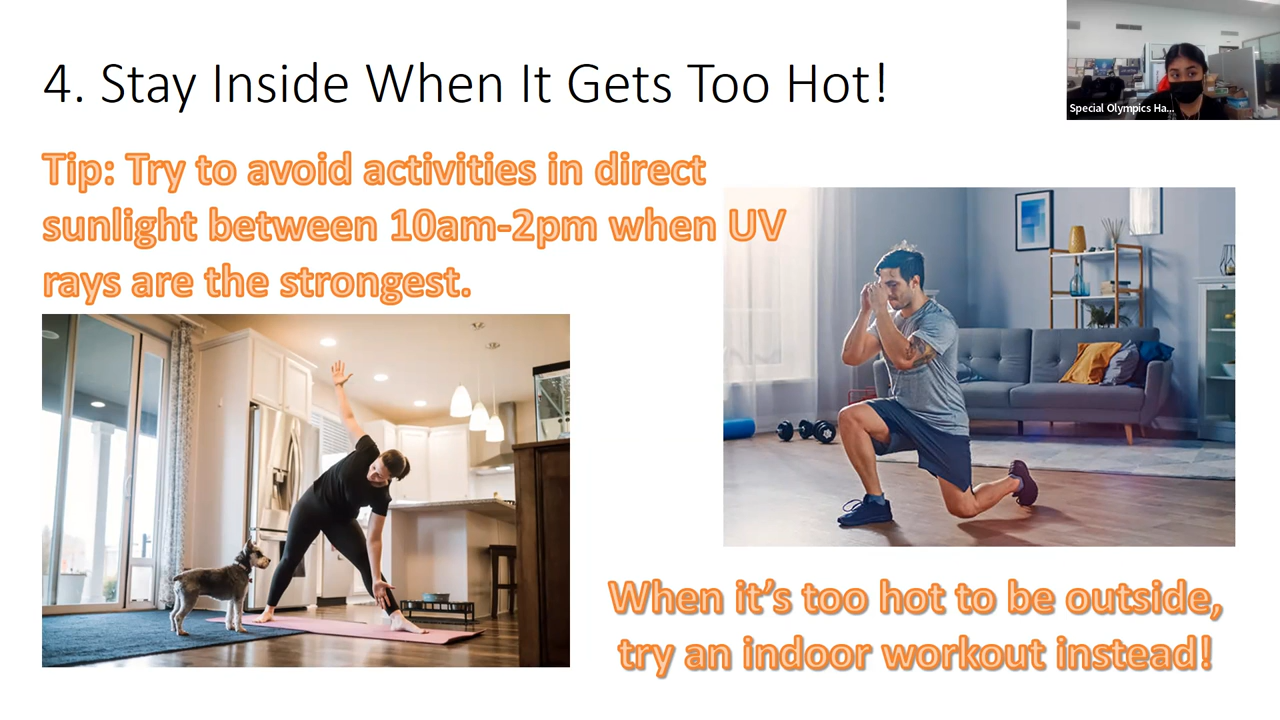 4. Stay Inside When It Gets Too Hot!
Special Olympics Ha...
Tip: Try to avoid activities in direct
sunlight between 10am-2pm when UV
rays are the strongest.
When it’s too hot to be outside,
try an indoor workout instead!